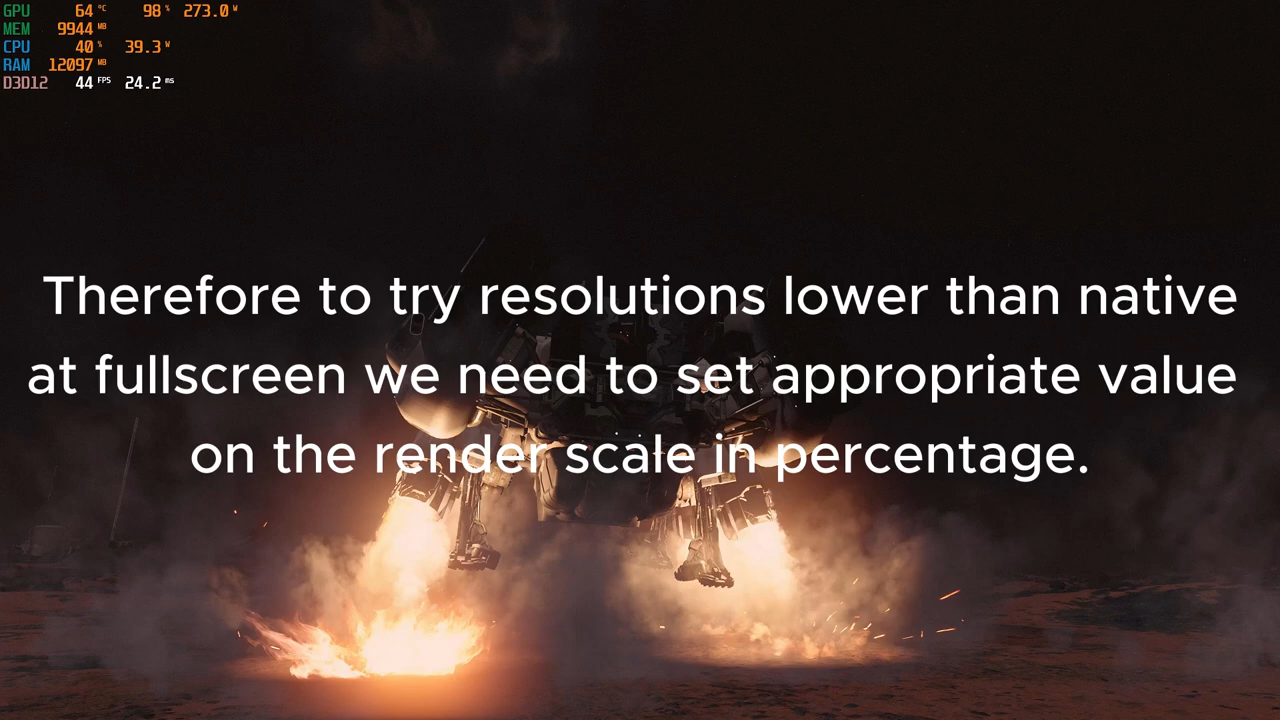 GPU 64 °C 98 % 273.0 W
MEM 9944 MB
CPU 40 % 39.3 W
RAM 12097 MB
D3D12 44 FPS 24.2 ms
Therefore to try resolutions lower than native
at fullscreen we need to set appropriate value
on the render scale in percentage.